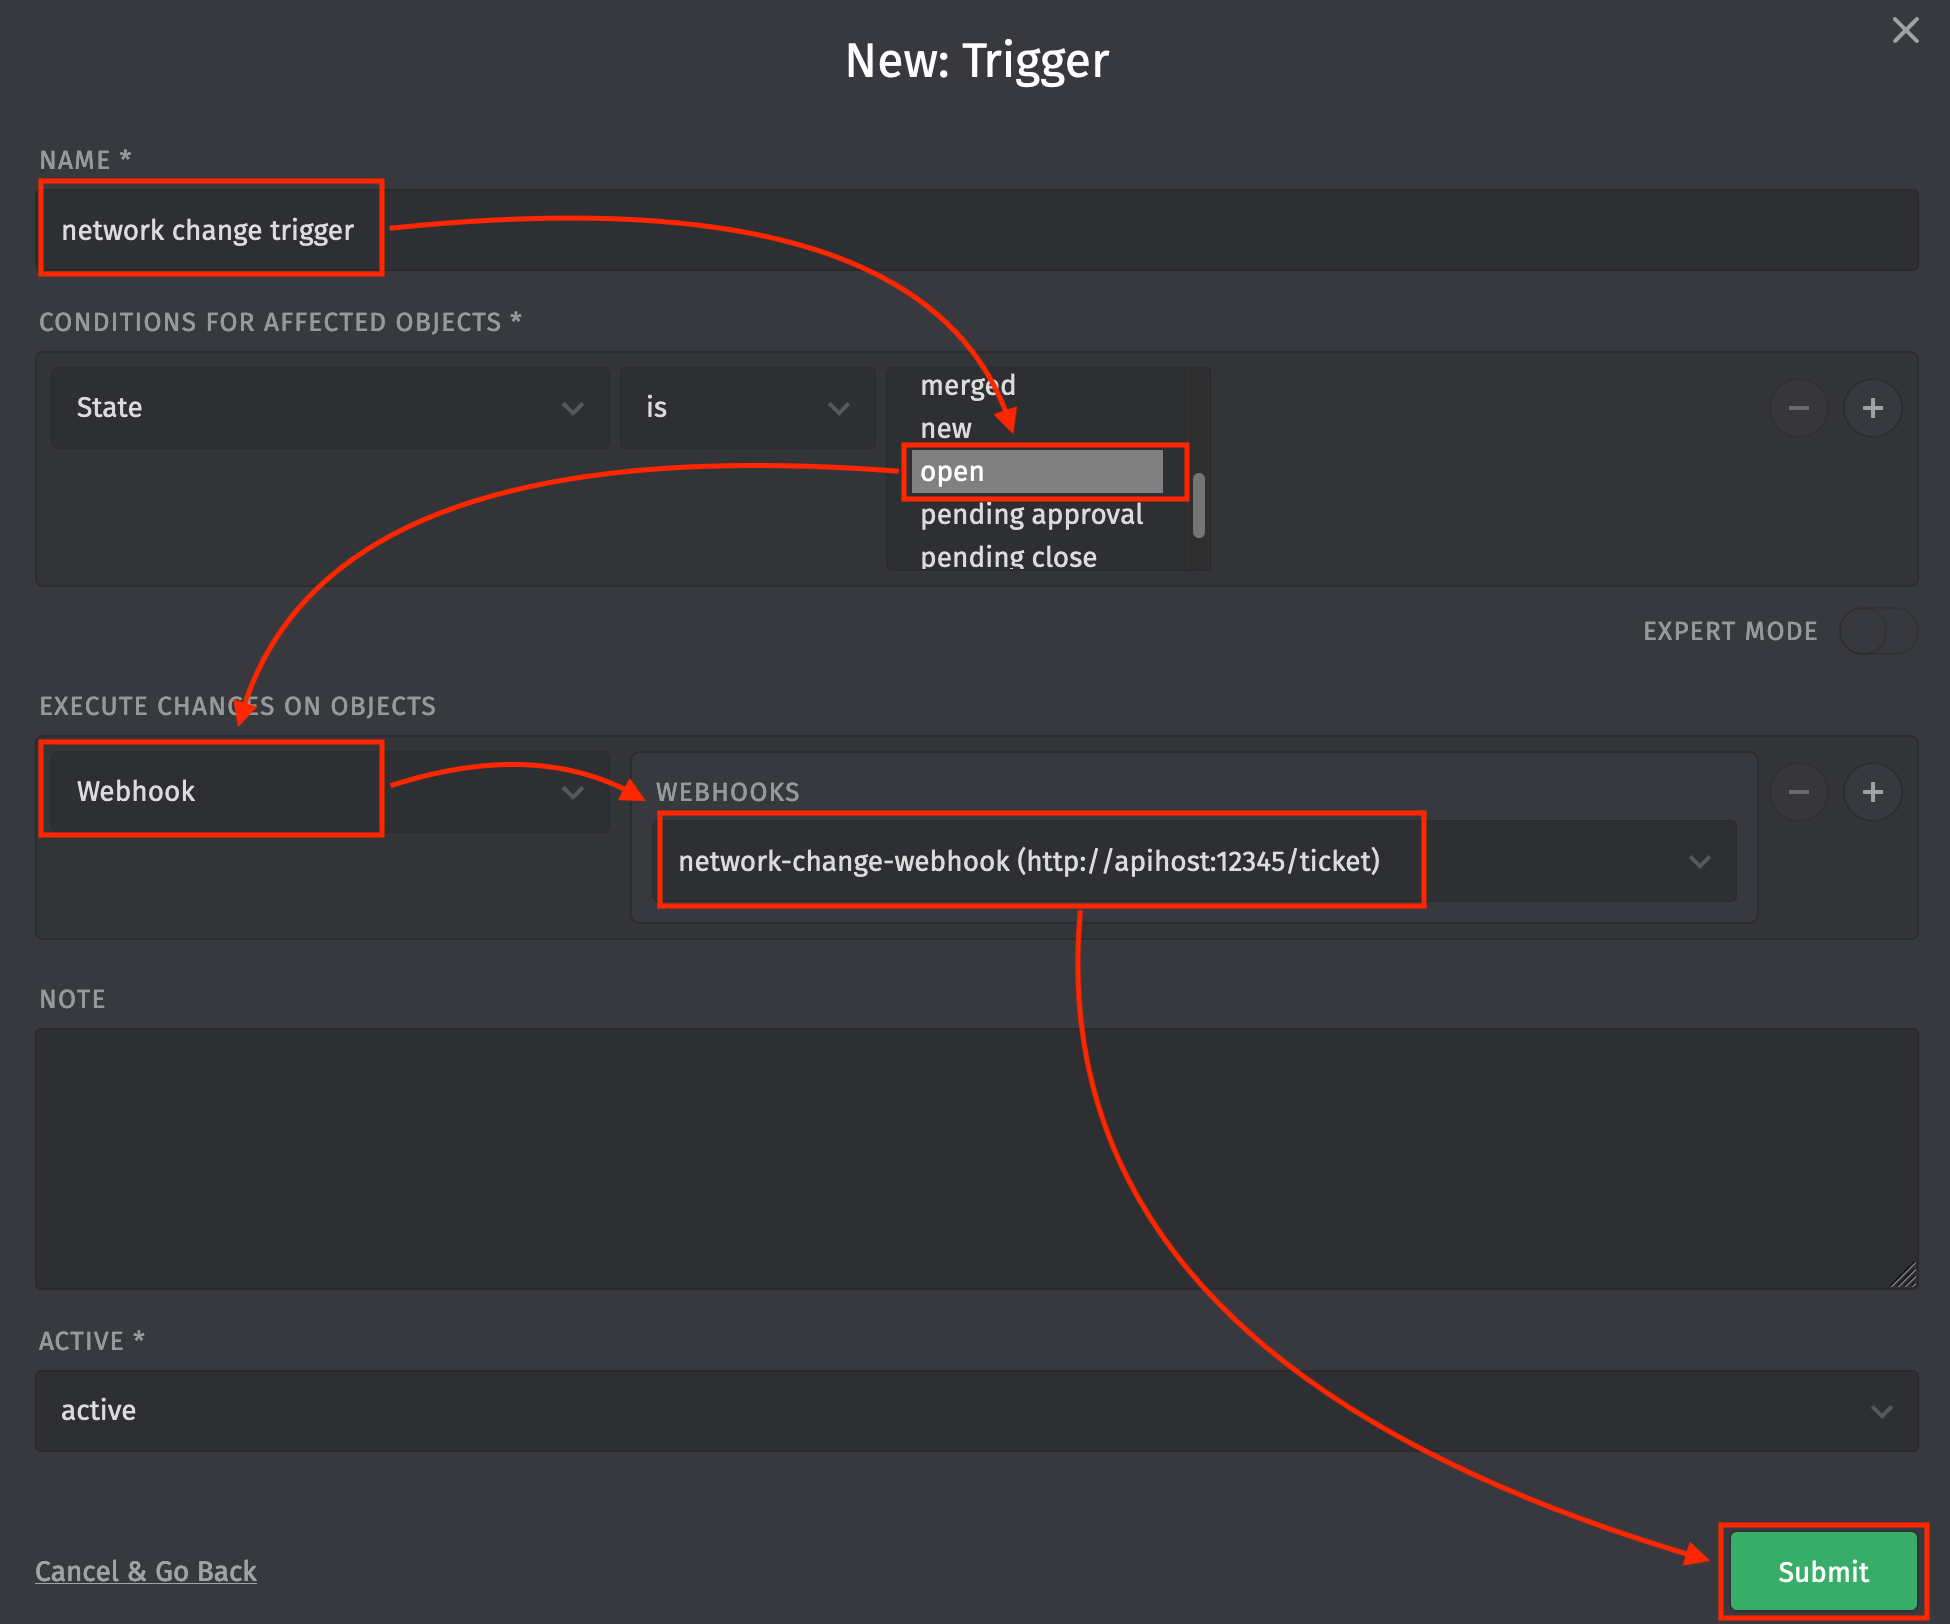 New: Trigger
NAME *
network change trigger
CONDITIONS FOR AFFECTED OBJECTS *
State
is
merged
new
open
pending approval
pending close
EXPERT MODE
EXECUTE CHANGES ON OBJECTS
Webhook
WEBHOOKS
network-change-webhook (http://apihost:12345/ticket)
NOTE
ACTIVE *
active
Cancel & Go Back
Submit